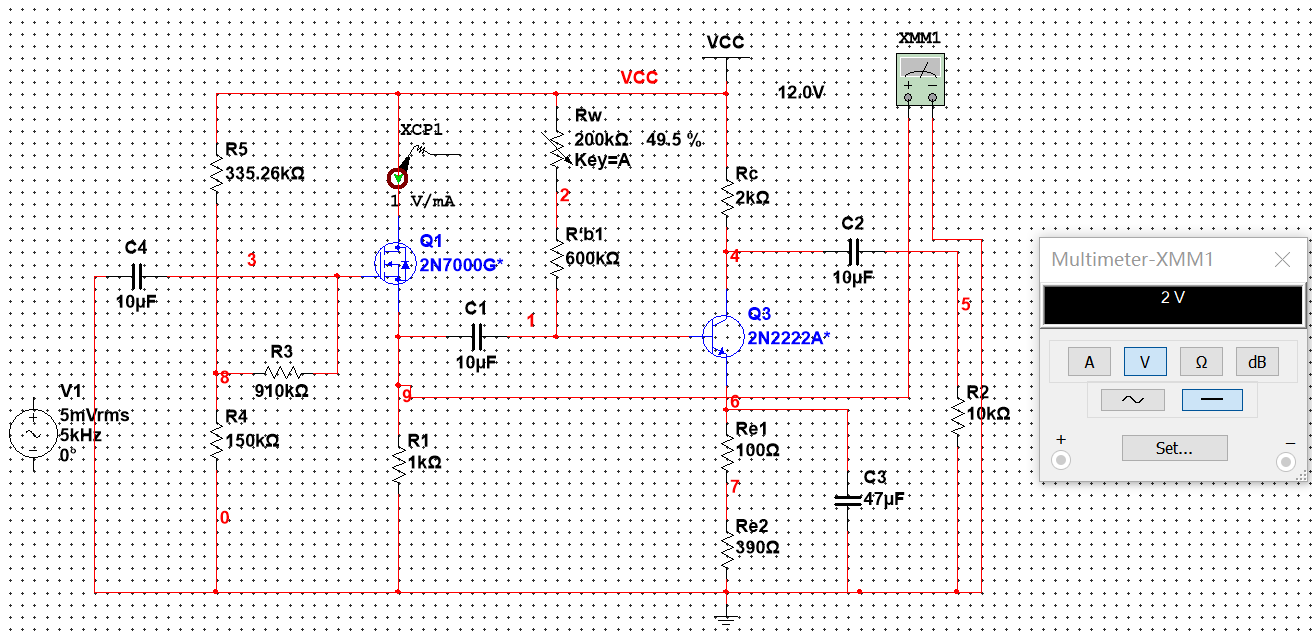 VCC
XMM1
VCC
12.0V
XCP1
Rw
200kΩ 49.5 %
Key=A
R5
335.26kΩ
1 V/mA
2
Rc
2kΩ
C2
10µF
C4
10µF
3
Q1
2N7000G*
R'b1
600kΩ
4
Multimeter-XMM1
2 V
A
V
Ω
dB
+
Set...
−
C1
10µF
1
Q3
2N2222A*
5
R3
910kΩ
8
9
6
V1
5mVrms
5kHz
0°
R4
150kΩ
R1
1kΩ
Re1
100Ω
R2
10kΩ
7
C3
47µF
0
Re2
390Ω